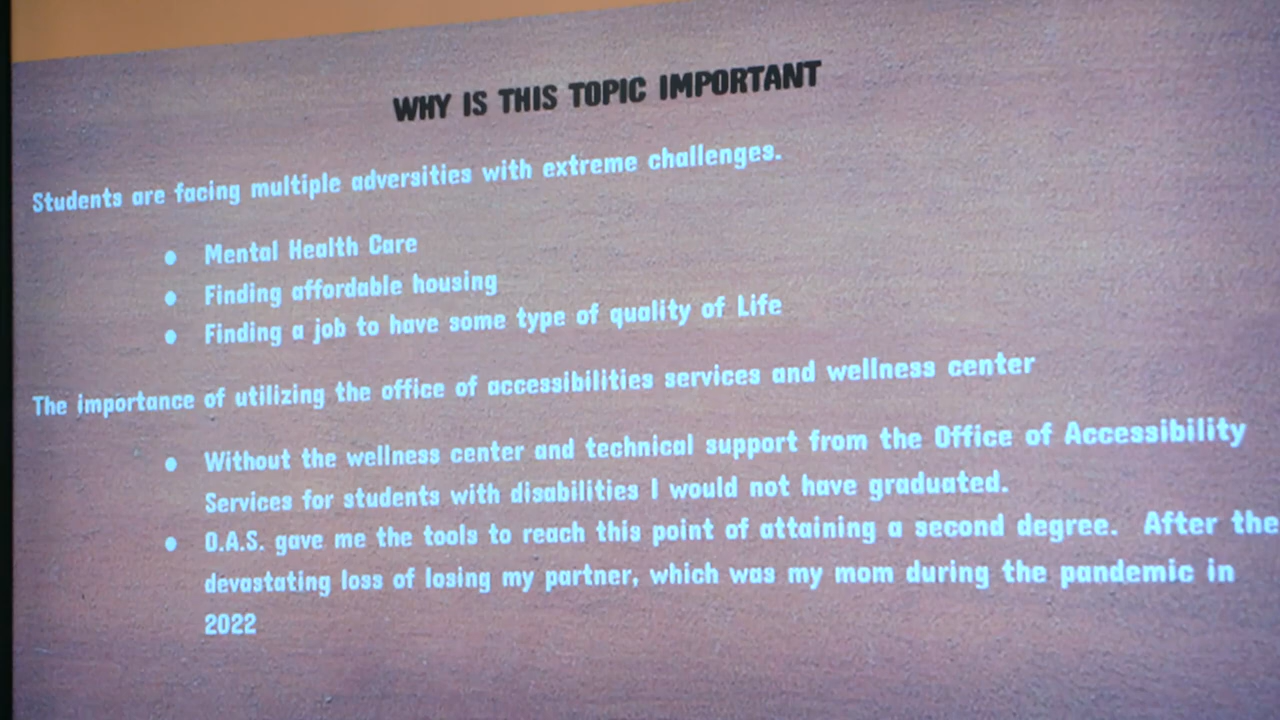 WHY IS THIS TOPIC IMPORTANT
Students are facing multiple adversities with extreme challenges.
● Mental Health Care
● Finding affordable housing
● Finding a job to have some type of quality of Life
The importance of utilizing the office of accessibilities services and wellness center
● Without the wellness center and technical support from the Office of Accessibility
Services for students with disabilities I would not have graduated.
● O.A.S. gave me the tools to reach this point of attaining a second degree.  After the
devastating loss of losing my partner, which was my mom during the pandemic in
2022